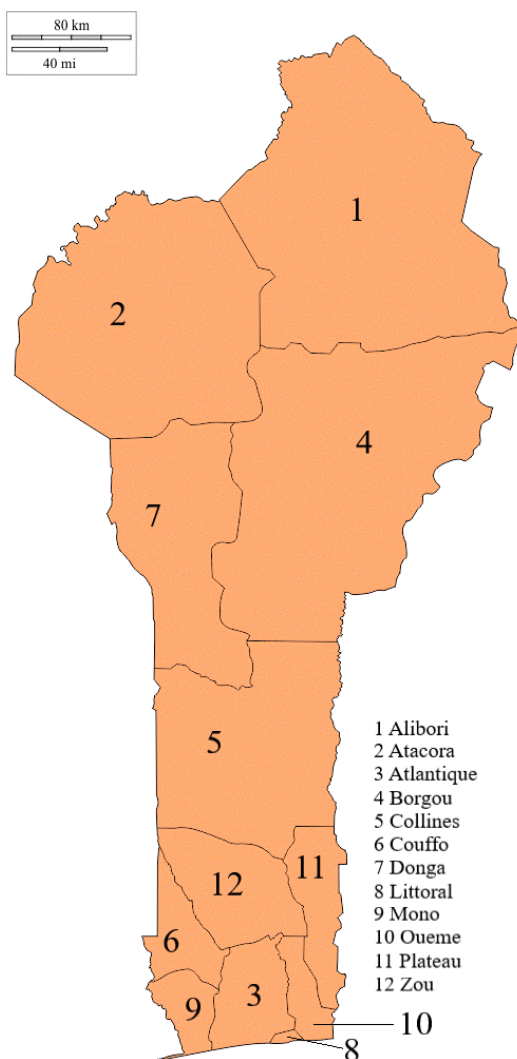 80 km
40 mi
1
2
4
7
5
1 Alibori
2 Atacora
3 Atlantique
4 Borgou
5 Collines
6 Couffo
7 Donga
8 Littoral
9 Mono
10 Oueme
11 Plateau
12 Zou
11
12
6
3
9
10
8